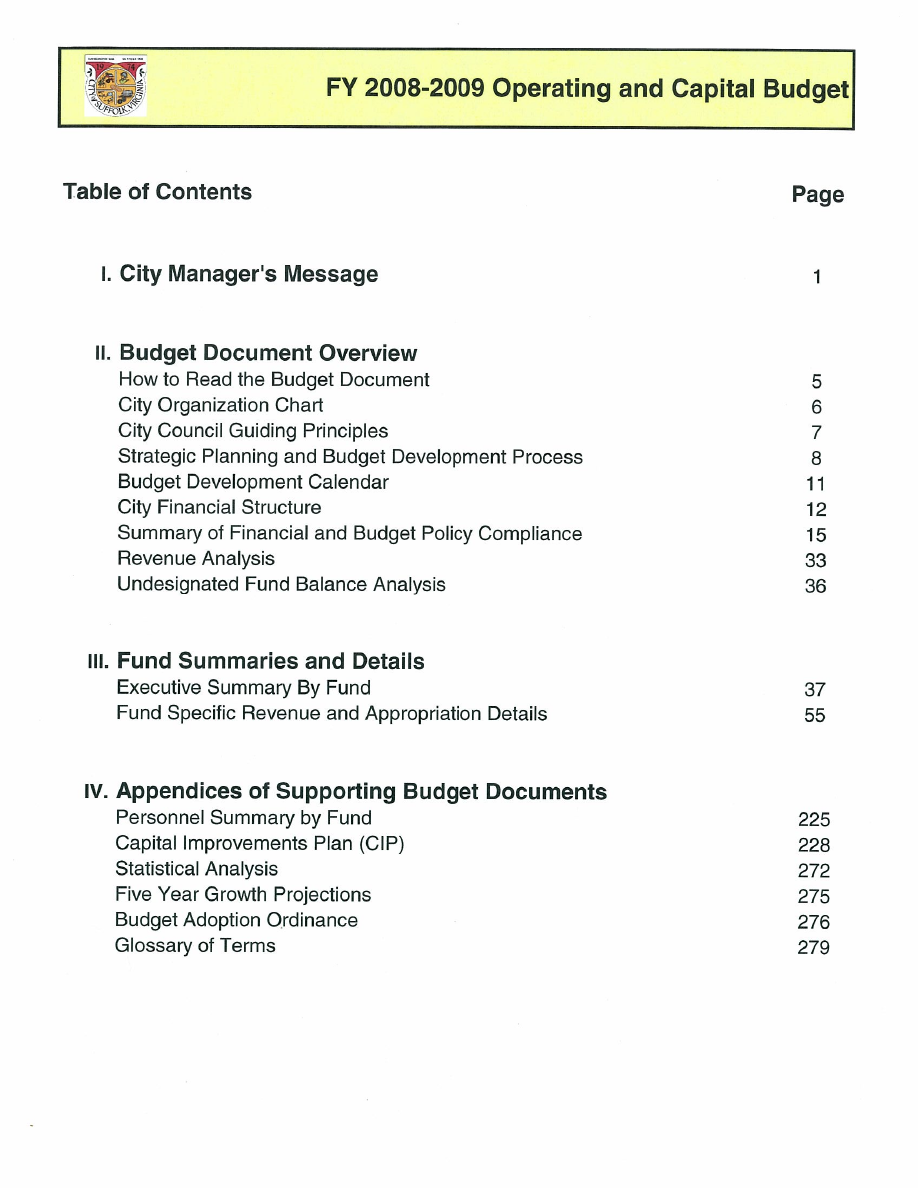 1974
CITY of SUFFOLK, VIRGINIA
FY 2008-2009 Operating and Capital Budget
Table of Contents Page
I. City Manager's Message 1
II. Budget Document Overview
How to Read the Budget Document 5
City Organization Chart 6
City Council Guiding Principles 7
Strategic Planning and Budget Development Process 8
Budget Development Calendar 11
City Financial Structure 12
Summary of Financial and Budget Policy Compliance 15
Revenue Analysis 33
Undesignated Fund Balance Analysis 36
III. Fund Summaries and Details
Executive Summary By Fund 37
Fund Specific Revenue and Appropriation Details 55
IV. Appendices of Supporting Budget Documents
Personnel Summary by Fund 225
Capital Improvements Plan (CIP) 228
Statistical Analysis 272
Five Year Growth Projections 275
Budget Adoption Ordinance 276
Glossary of Terms 279